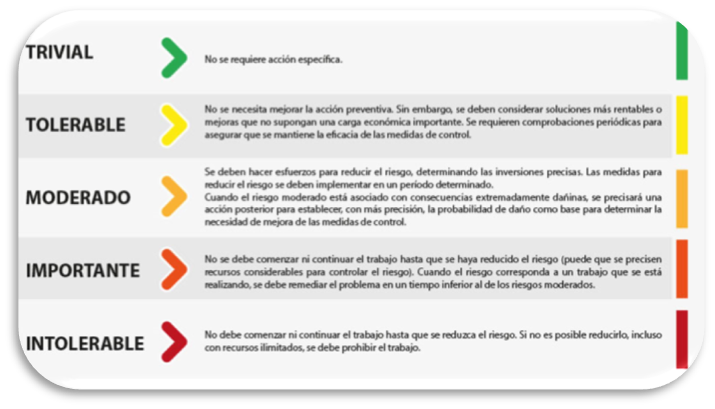 TRIVIAL
No se requiere acción específica.
TOLERABLE
No se necesita mejorar la acción preventiva. Sin embargo, se deben considerar soluciones más rentables o
mejoras que no supongan una carga económica importante. Se requieren comprobaciones periódicas para
asegurar que se mantiene la eficacia de las medidas de control.
MODERADO
Se deben hacer esfuerzos para reducir el riesgo, determinando las inversiones precisas. Las medidas para
reducir el riesgo se deben implementar en un período determinado.
Cuando el riesgo moderado está asociado con consecuencias extremadamente dañinas, se precisará una
acción posterior para establecer, con más precisión, la probabilidad de daño como base para determinar la
necesidad de mejora de las medidas de control.
IMPORTANTE
No se debe comenzar ni continuar el trabajo hasta que se haya reducido el riesgo (puede que se precisen
recursos considerables para controlar el riesgo). Cuando el riesgo corresponda a un trabajo que se está
realizando, se debe remediar el problema en un tiempo inferior al de los riesgos moderados.
INTOLERABLE
No debe comenzar ni continuar el trabajo hasta que se reduzca el riesgo. Si no es posible reducirlo, incluso
con recursos ilimitados, se debe prohibir el trabajo.